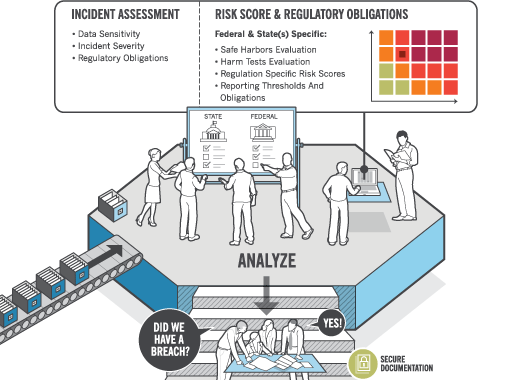 INCIDENT ASSESSMENT
• Data Sensitivity
• Incident Severity
• Regulatory Obligations
RISK SCORE & REGULATORY OBLIGATIONS
Federal & State(s) Specific:
• Safe Harbors Evaluation
• Harm Tests Evaluation
• Regulation Specific Risk Scores
• Reporting Thresholds And
Obligations
STATE
FEDERAL
ANALYZE
DID WE
HAVE A
BREACH?
YES!
SECURE
DOCUMENTATION